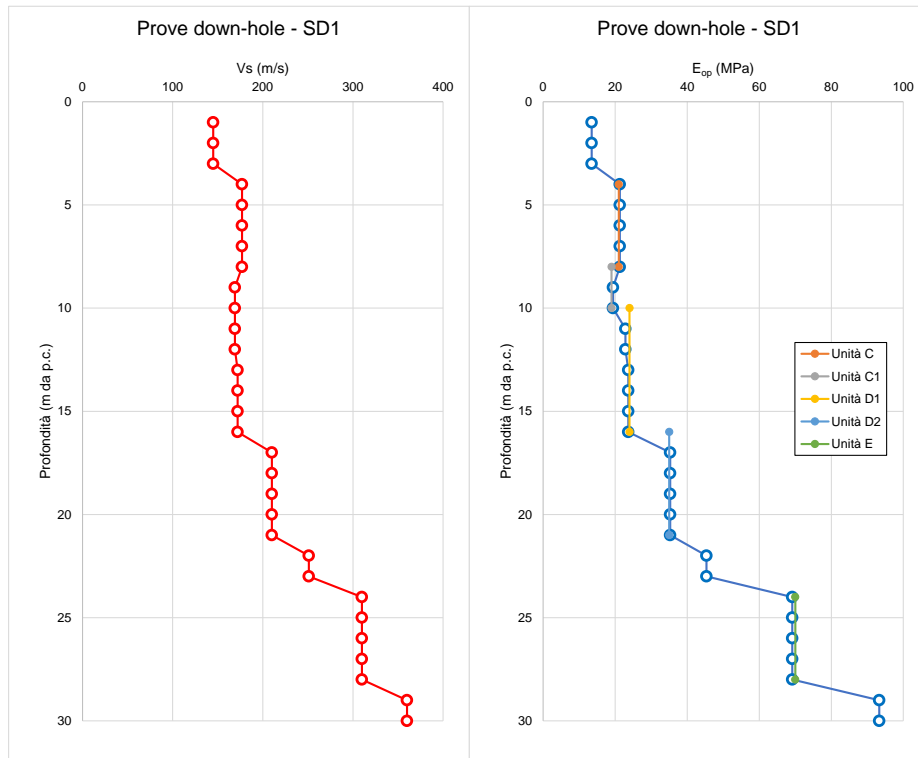 Prove down-hole - SD1
Vs (m/s)
0 100 200 300 400
0
5
10
15
20
25
30
Profondità (m da p.c.)
Prove down-hole - SD1
E_op (MPa)
0 20 40 60 80 100
0
5
10
15
20
25
30
Profondità (m da p.c.)
Unità C
Unità C1
Unità D1
Unità D2
Unità E